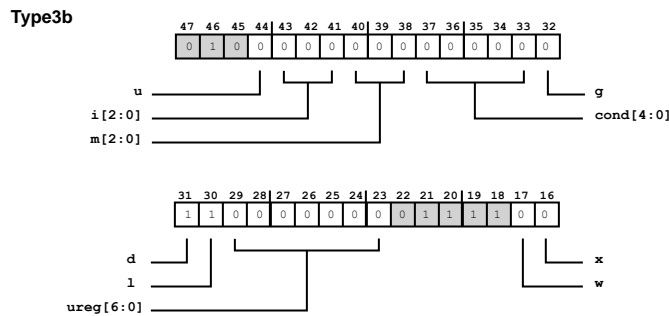 Type3b
47 46 45 44 43 42 41 40 39 38 37 36 35 34 33 32
0 1 0 0 0 0 0 0 0 0 0 0 0 0 0 0
u g
i[2:0] cond[4:0]
m[2:0]
31 30 29 28 27 26 25 24 23 22 21 20 19 18 17 16
1 1 0 0 0 0 0 0 0 0 1 1 1 1 0 0
d x
l w
ureg[6:0]